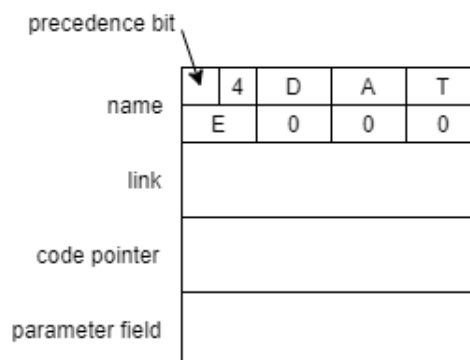 precedence bit
name
4 D A T
E 0 0 0
link
code pointer
parameter field